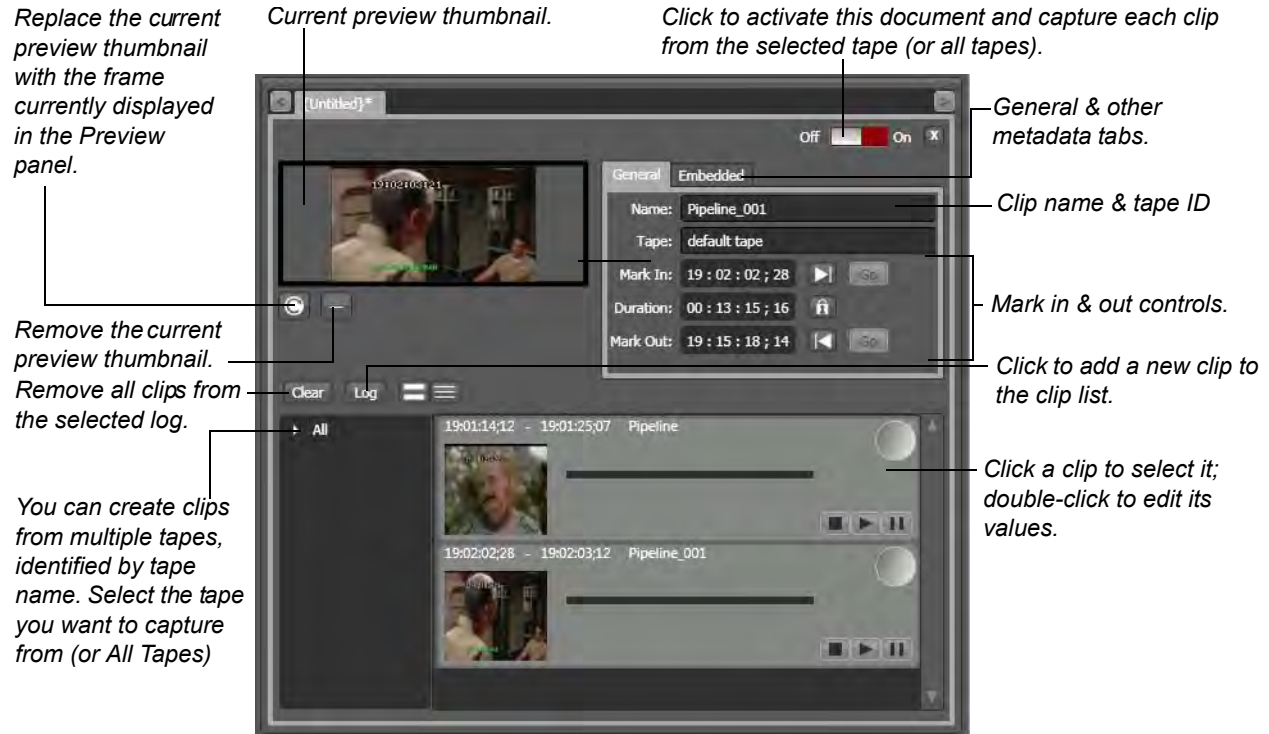 Replace the current
preview thumbnail
with the frame
currently displayed
in the Preview
panel.
Current preview thumbnail.
Click to activate this document and capture each clip
from the selected tape (or all tapes).
General & other
metadata tabs.
Clip name & tape ID
Mark in & out controls.
Click to add a new clip to
the clip list.
Click a clip to select it;
double-click to edit its
values.
Remove the current
preview thumbnail.
Remove all clips from
the selected log.
You can create clips
from multiple tapes,
identified by tape
name. Select the tape
you want to capture
from (or All Tapes)
{Untitled}*
Off On X
19:02:03:21
General Embedded
Name: Pipeline_001
Tape: default tape
Mark In: 19 : 02 : 02 ; 28 Go
Duration: 00 : 13 : 15 ; 16
Mark Out: 19 : 15 : 18 ; 14 Go
Clear Log
All
19:01:14;12 - 19:01:25;07 Pipeline
19:02:02;28 - 19:02:03;12 Pipeline_001